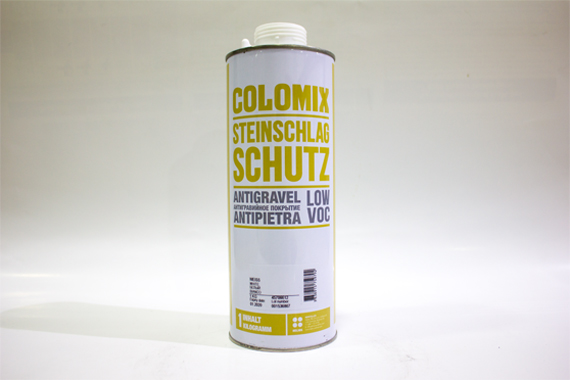 COLOMIX
STEINSCHLAG
SCHUTZ
ANTIGRAVEL
АНТИГРАВИЙНОЕ ПОКРЫТИЕ
ANTIPIETRA
LOW
VOC
1 INHALT
KILOGRAMM